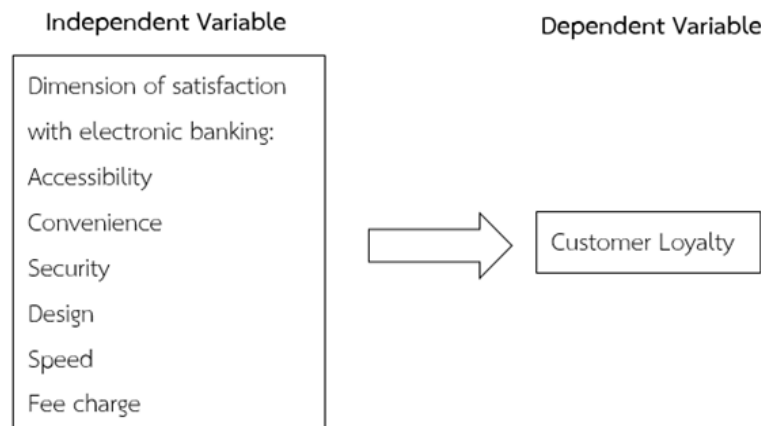 Independent Variable
Dependent Variable
Dimension of satisfaction
with electronic banking:
Accessibility
Convenience
Security
Design
Speed
Fee charge
Customer Loyalty